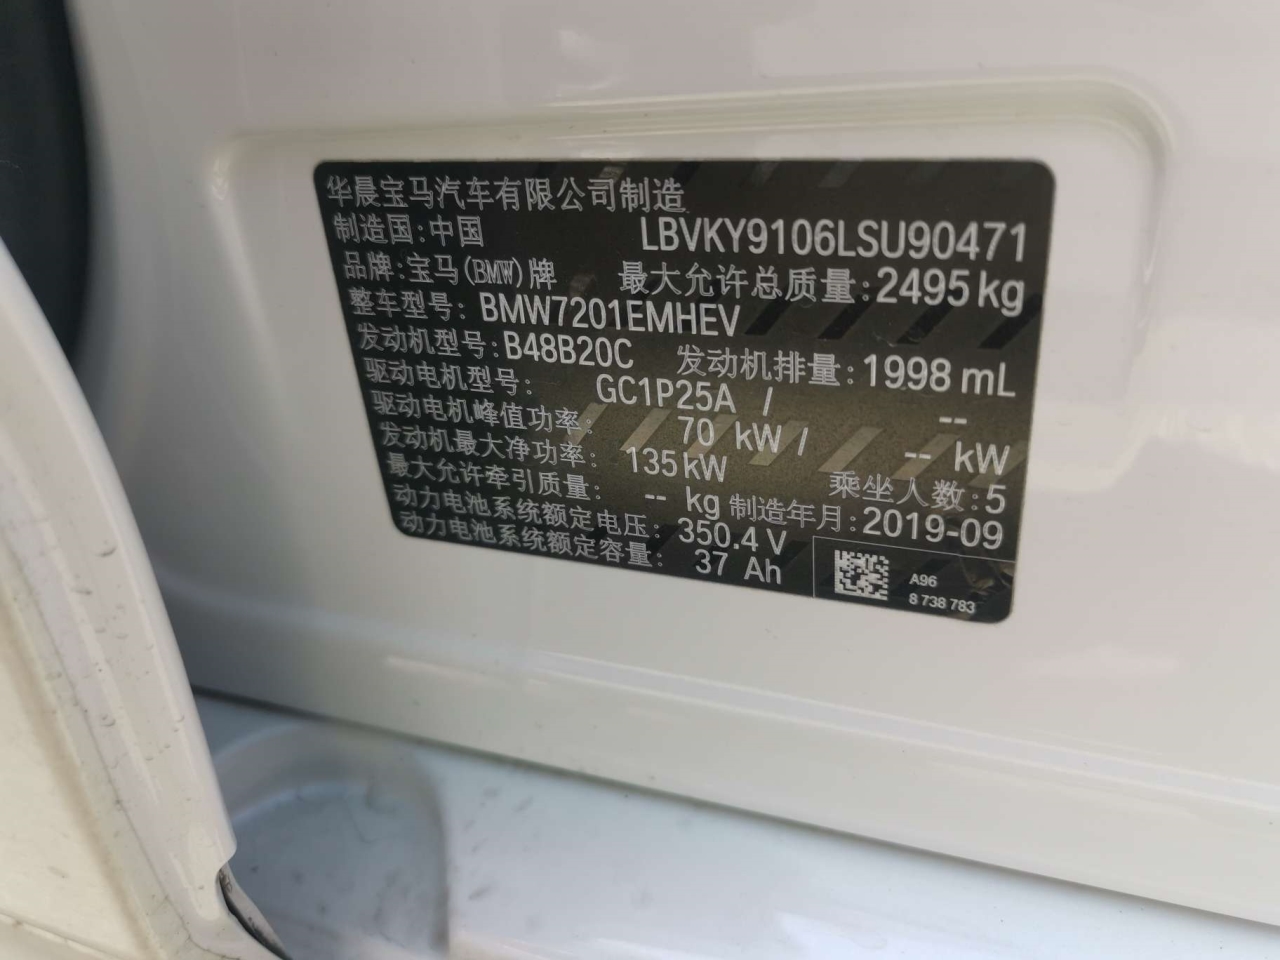 华晨宝马汽车有限公司制造
制造国:中国 LBVKY9106LSU90471
品牌:宝马(BMW)牌 最大允许总质量:2495kg
整车型号: BMW7201EMHEV
发动机型号:B48B20C 发动机排量:1998 mL
驱动电机型号: GC1P25A / --
驱动电机峰值功率: 70 kW / -- kW
发动机最大净功率: 135kW 乘坐人数:5
最大允许牵引质量: -- kg 制造年月:2019-09
动力电池系统额定电压: 350.4V
动力电池系统额定容量: 37 Ah
A96
8 738 783